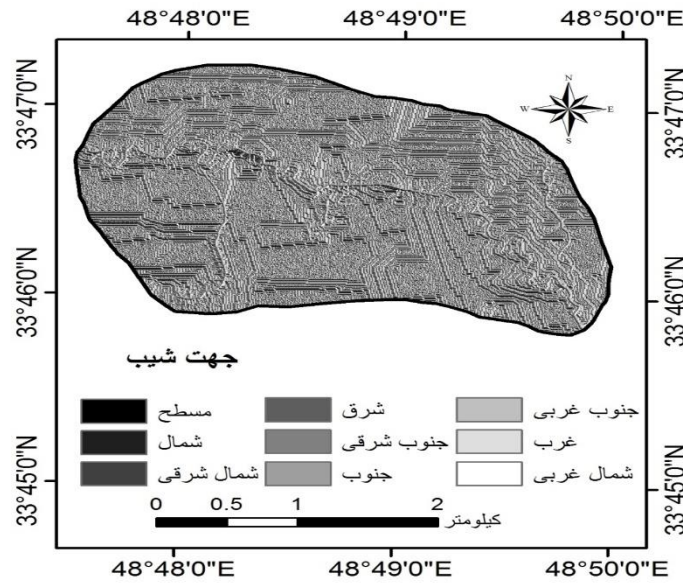 48°48'0"E 48°49'0"E 48°50'0"E
33°47'0"N 33°47'0"N
N
W E
S
33°46'0"N 33°46'0"N
جهت شیب
مسطح شرق جنوب غربی
شمال جنوب شرقی غرب
شمال شرقی جنوب شمال غربی
33°45'0"N 33°45'0"N
0 0.5 1 2
کیلومتر
48°48'0"E 48°49'0"E 48°50'0"E